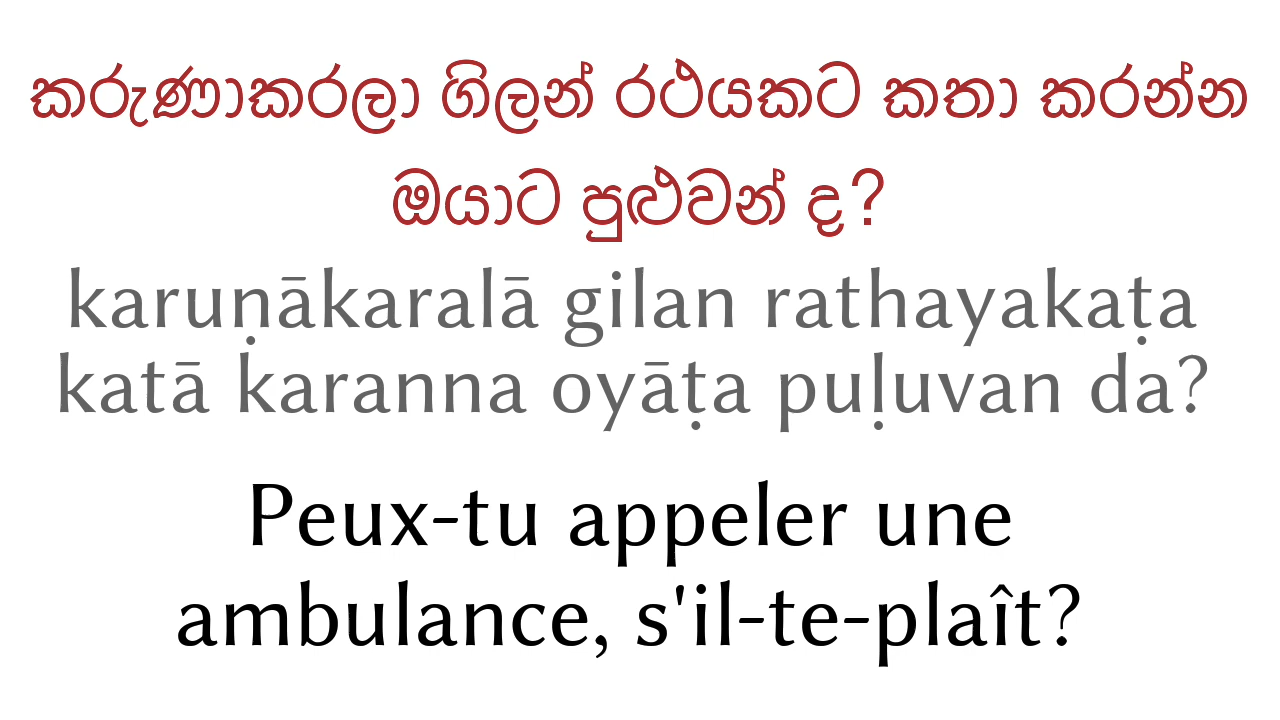 කරුණාකරලා ගිලන් රථයකට කතා කරන්න
ඔයාට පුළුවන් ද?
karuṇākaralā gilan rathayakaṭa
katā karanna oyāṭa puḷuvan da?
Peux-tu appeler une
ambulance, s'il-te-plaît?